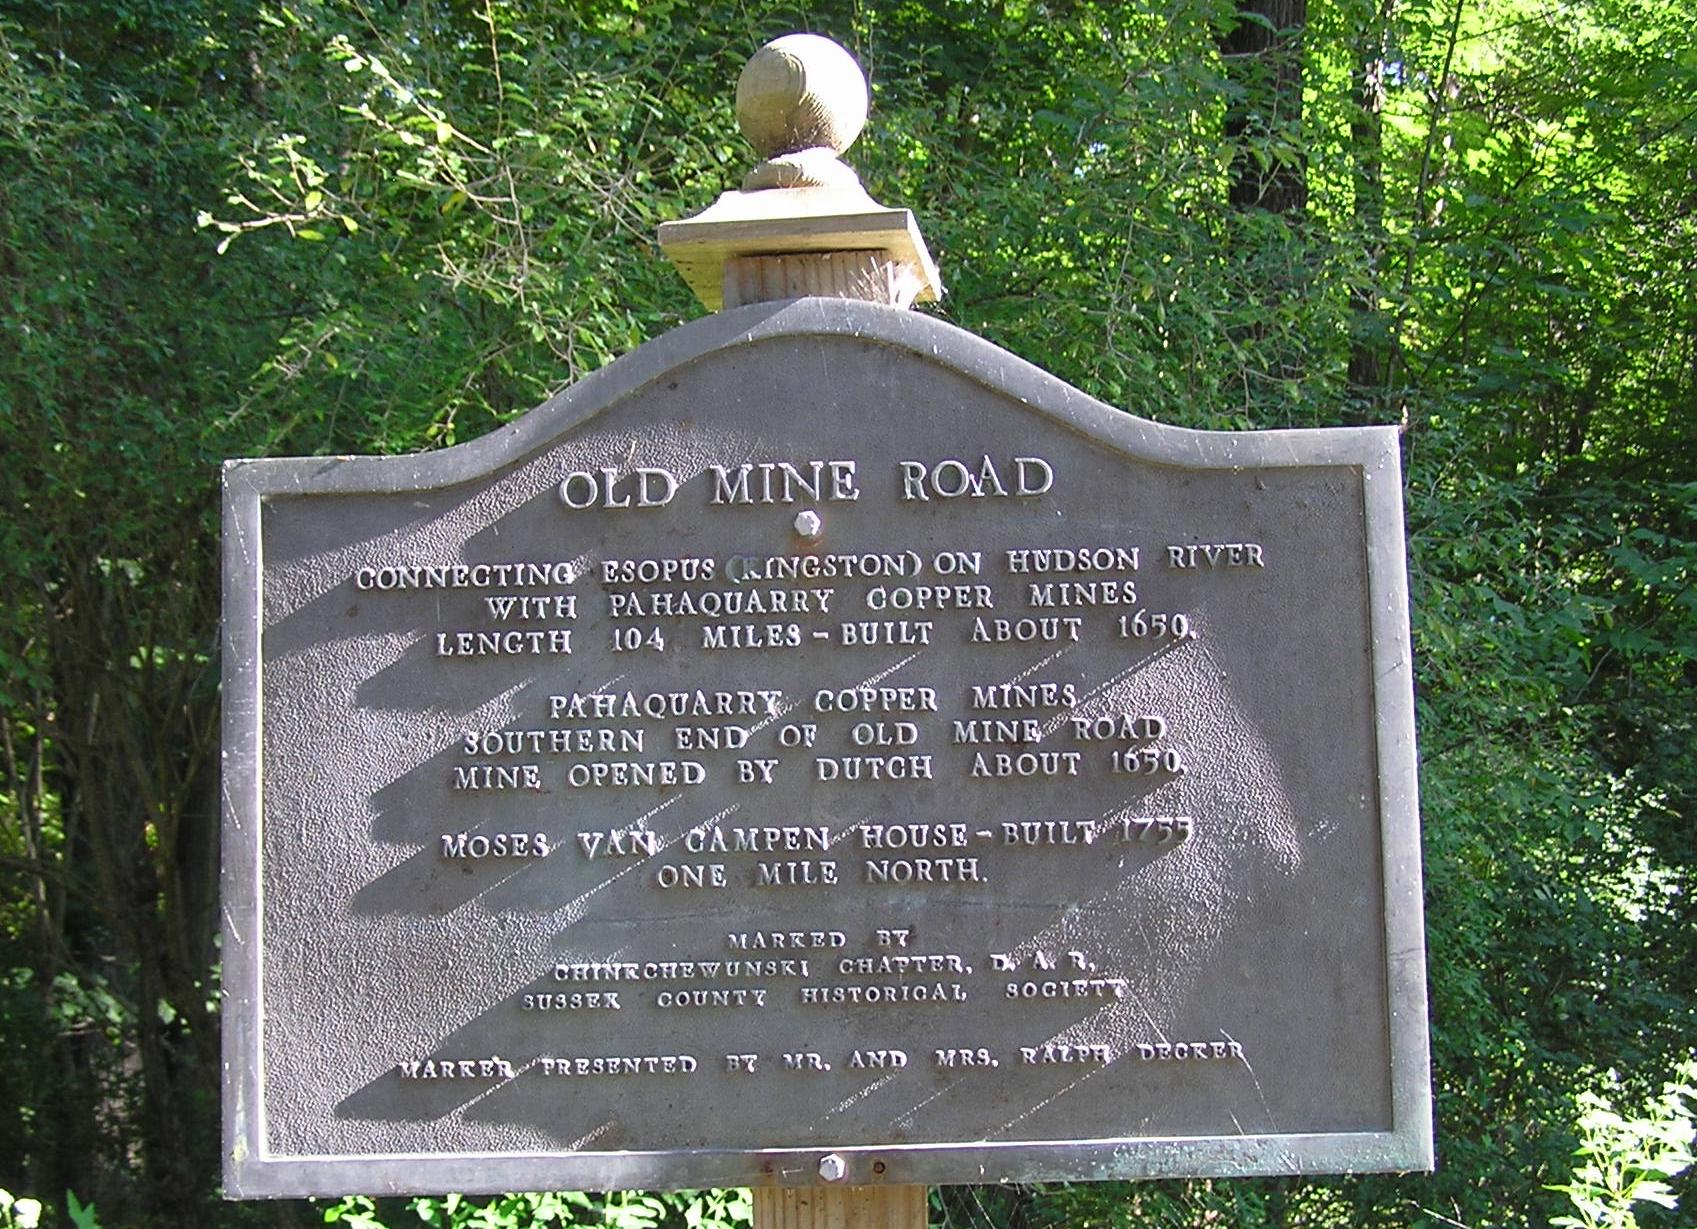 OLD MINE ROAD
CONNECTING ESOPUS (KINGSTON) ON HUDSON RIVER
WITH PAHAQUARRY COPPER MINES
LENGTH 104 MILES - BUILT ABOUT 1650.
PAHAQUARRY COPPER MINES
SOUTHERN END OF OLD MINE ROAD
MINE OPENED BY DUTCH ABOUT 1650.
MOSES VAN CAMPEN HOUSE - BUILT 1755
ONE MILE NORTH.
MARKED BY
CHINKCHEWUNSKI CHAPTER, D. A. R.
SUSSEX COUNTY HISTORICAL SOCIETY
MARKER PRESENTED BY MR. AND MRS. RALPH DECKER